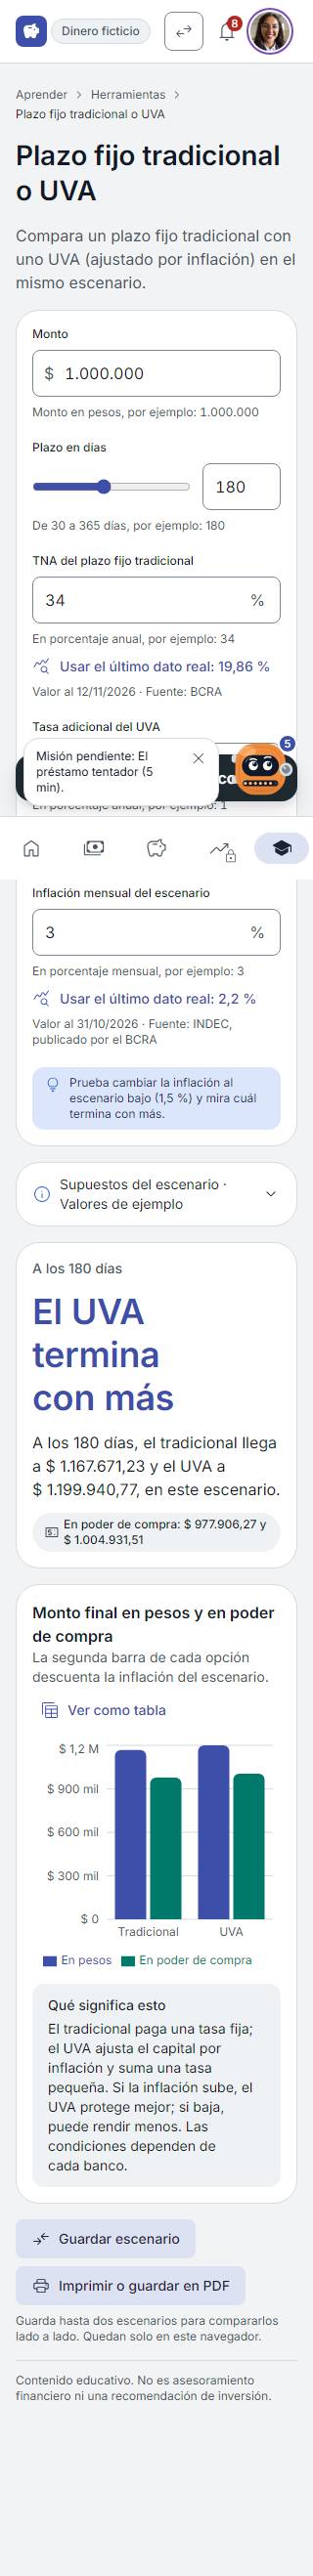 Dinero ficticio
8
Aprender > Herramientas >
Plazo fijo tradicional o UVA
Plazo fijo tradicional
o UVA
Compara un plazo fijo tradicional con
uno UVA (ajustado por inflación) en el
mismo escenario.
Monto
$ 1.000.000
Monto en pesos, por ejemplo: 1.000.000
Plazo en días
180
De 30 a 365 días, por ejemplo: 180
TNA del plazo fijo tradicional
34 %
En porcentaje anual, por ejemplo: 34
Usar el último dato real: 19,86 %
Valor al 12/11/2026 · Fuente: BCRA
Tasa adicional del UVA
5
Misión pendiente: El
préstamo tentador (5
min).
co
En porcentaje anual, por ejemplo: 1
Inflación mensual del escenario
3 %
En porcentaje mensual, por ejemplo: 3
Usar el último dato real: 2,2 %
Valor al 31/10/2026 · Fuente: INDEC,
publicado por el BCRA
Prueba cambiar la inflación al
escenario bajo (1,5 %) y mira cuál
termina con más.
Supuestos del escenario ·
Valores de ejemplo
A los 180 días
El UVA
termina
con más
A los 180 días, el tradicional llega
a $ 1.167.671,23 y el UVA a
$ 1.199.940,77, en este escenario.
En poder de compra: $ 977.906,27 y
$ 1.004.931,51
Monto final en pesos y en poder
de compra
La segunda barra de cada opción
descuenta la inflación del escenario.
Ver como tabla
$ 1,2 M
$ 900 mil
$ 600 mil
$ 300 mil
$ 0
Tradicional UVA
En pesos En poder de compra
Qué significa esto
El tradicional paga una tasa fija;
el UVA ajusta el capital por
inflación y suma una tasa
pequeña. Si la inflación sube, el
UVA protege mejor; si baja,
puede rendir menos. Las
condiciones dependen de
cada banco.
Guardar escenario
Imprimir o guardar en PDF
Guarda hasta dos escenarios para compararlos
lado a lado. Quedan solo en este navegador.
Contenido educativo. No es asesoramiento
financiero ni una recomendación de inversión.